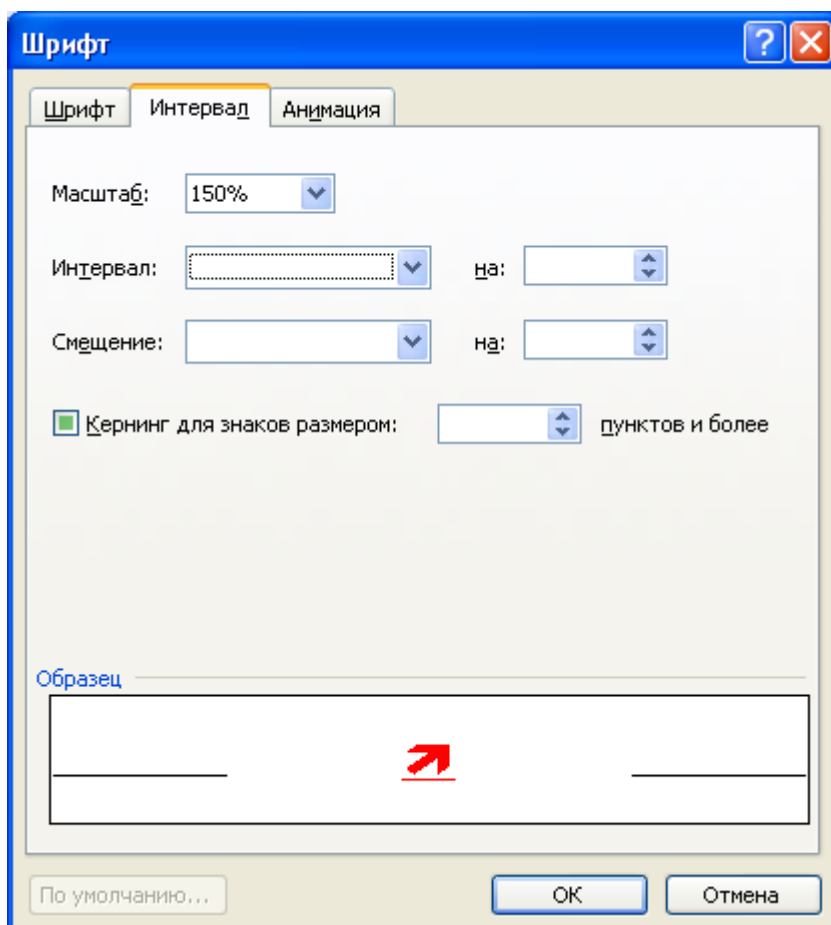 Шрифт
Шрифт Интервал Анимация
Масштаб: 150%
Интервал: на:
Смещение: на:
Кернинг для знаков размером: пунктов и более
Образец
По умолчанию... ОК Отмена